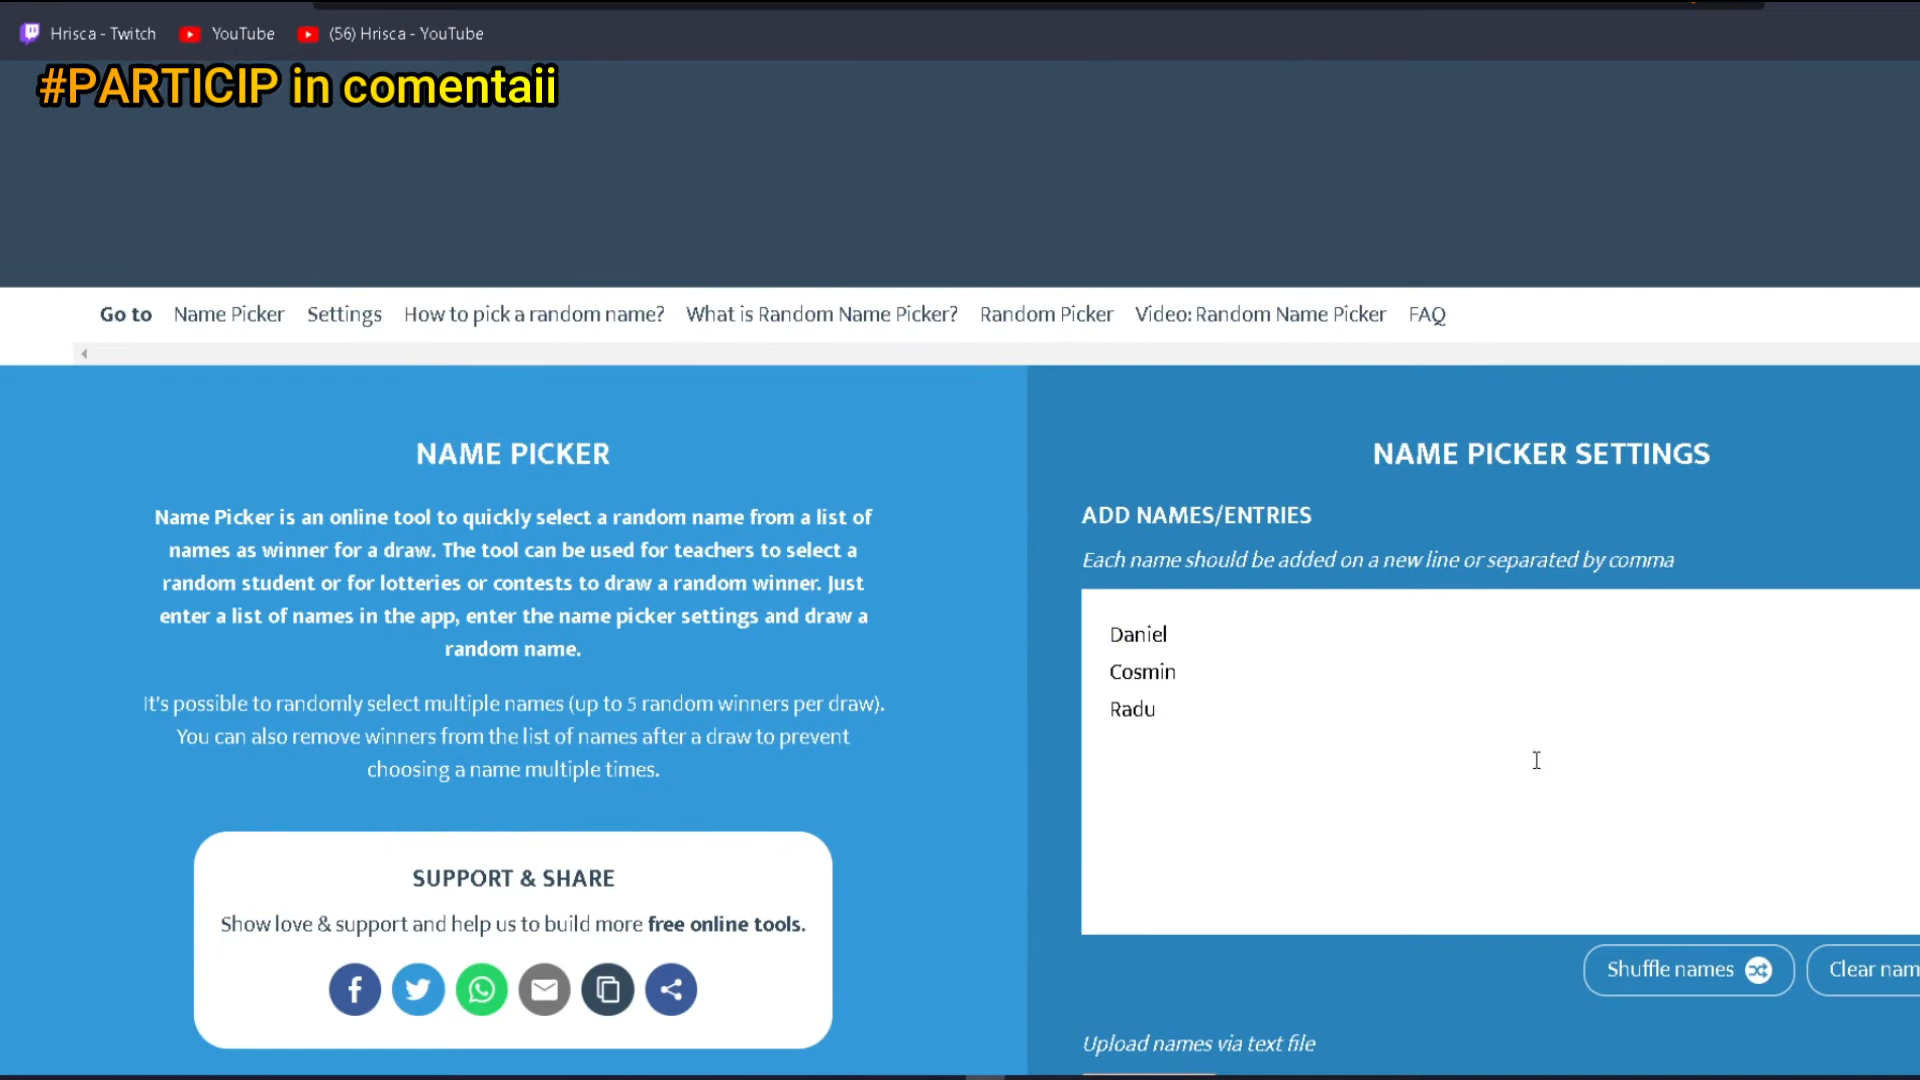 Hrisca - Twitch YouTube (56) Hrisca - YouTube
#PARTICIP in comentaii
Go to Name Picker Settings How to pick a random name? What is Random Name Picker? Random Picker Video: Random Name Picker FAQ
NAME PICKER
Name Picker is an online tool to quickly select a random name from a list of
names as winner for a draw. The tool can be used for teachers to select a
random student or for lotteries or contests to draw a random winner. Just
enter a list of names in the app, enter the name picker settings and draw a
random name.
It's possible to randomly select multiple names (up to 5 random winners per draw).
You can also remove winners from the list of names after a draw to prevent
choosing a name multiple times.
SUPPORT & SHARE
Show love & support and help us to build more free online tools.
NAME PICKER SETTINGS
ADD NAMES/ENTRIES
Each name should be added on a new line or separated by comma
Daniel
Cosmin
Radu
Shuffle names Clear nam
Upload names via text file